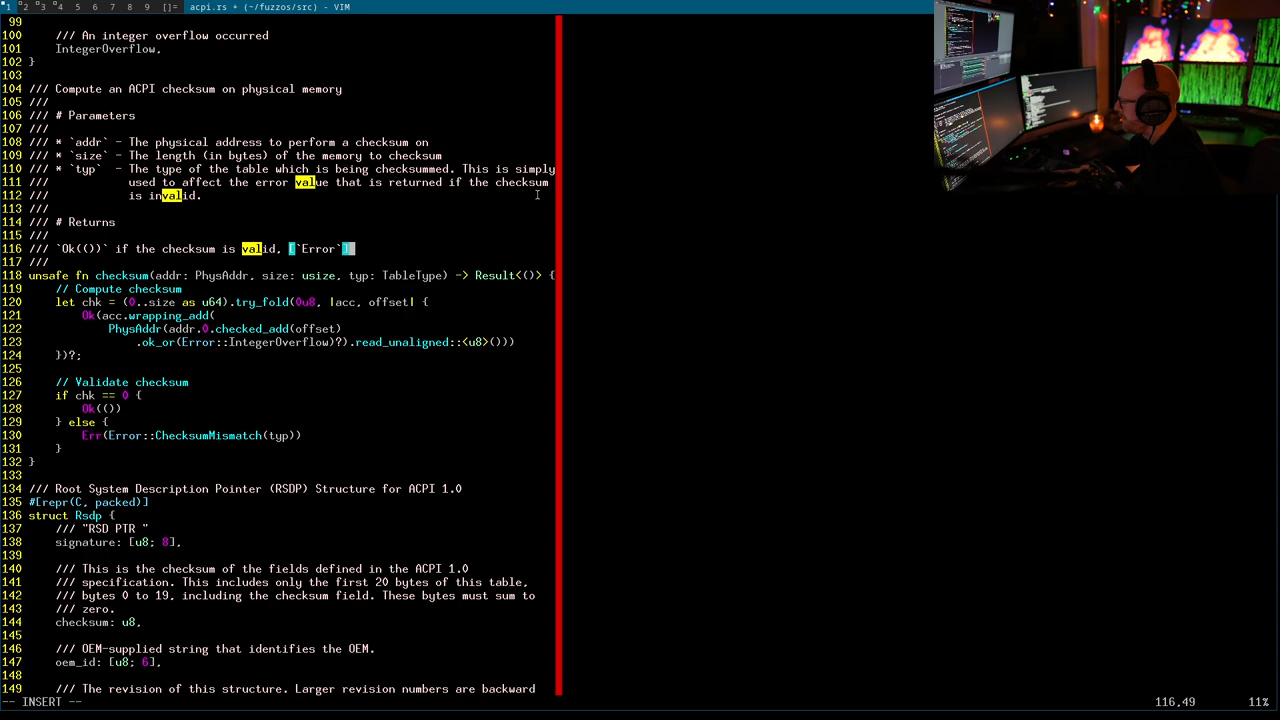 1 2 3 4 5 6 7 8 9 []= acpi.rs * (~/fuzzos/src) - VIM
99
100     /// An integer overflow occurred
101     IntegerOverflow,
102 }
103
104 /// Compute an ACPI checksum on physical memory
105 ///
106 /// # Parameters
107 ///
108 /// * `addr` - The physical address to perform a checksum on
109 /// * `size` - The length (in bytes) of the memory to checksum
110 /// * `typ`  - The type of the table which is being checksummed. This is simply
111 ///            used to affect the error value that is returned if the checksum
112 ///            is invalid.
113 ///
114 /// # Returns
115 ///
116 /// `Ok(())` if the checksum is valid, [`Error`]
117 ///
118 unsafe fn checksum(addr: PhysAddr, size: usize, typ: TableType) -> Result<()> {
119     // Compute checksum
120     let chk = (0..size as u64).try_fold(0u8, |acc, offset| {
121         Ok(acc.wrapping_add(
122             PhysAddr(addr.0.checked_add(offset)
123                 .ok_or(Error::IntegerOverflow)?).read_unaligned::<u8>()))
124     })?;
125
126     // Validate checksum
127     if chk == 0 {
128         Ok(())
129     } else {
130         Err(Error::ChecksumMismatch(typ))
131     }
132 }
133
134 /// Root System Description Pointer (RSDP) Structure for ACPI 1.0
135 #[repr(C, packed)]
136 struct Rsdp {
137     /// "RSD PTR "
138     signature: [u8; 8],
139
140     /// This is the checksum of the fields defined in the ACPI 1.0
141     /// specification. This includes only the first 20 bytes of this table,
142     /// bytes 0 to 19, including the checksum field. These bytes must sum to
143     /// zero.
144     checksum: u8,
145
146     /// OEM-supplied string that identifies the OEM.
147     oem_id: [u8; 6],
148
149     /// The revision of this structure. Larger revision numbers are backward
-- INSERT -- 116,49 11%